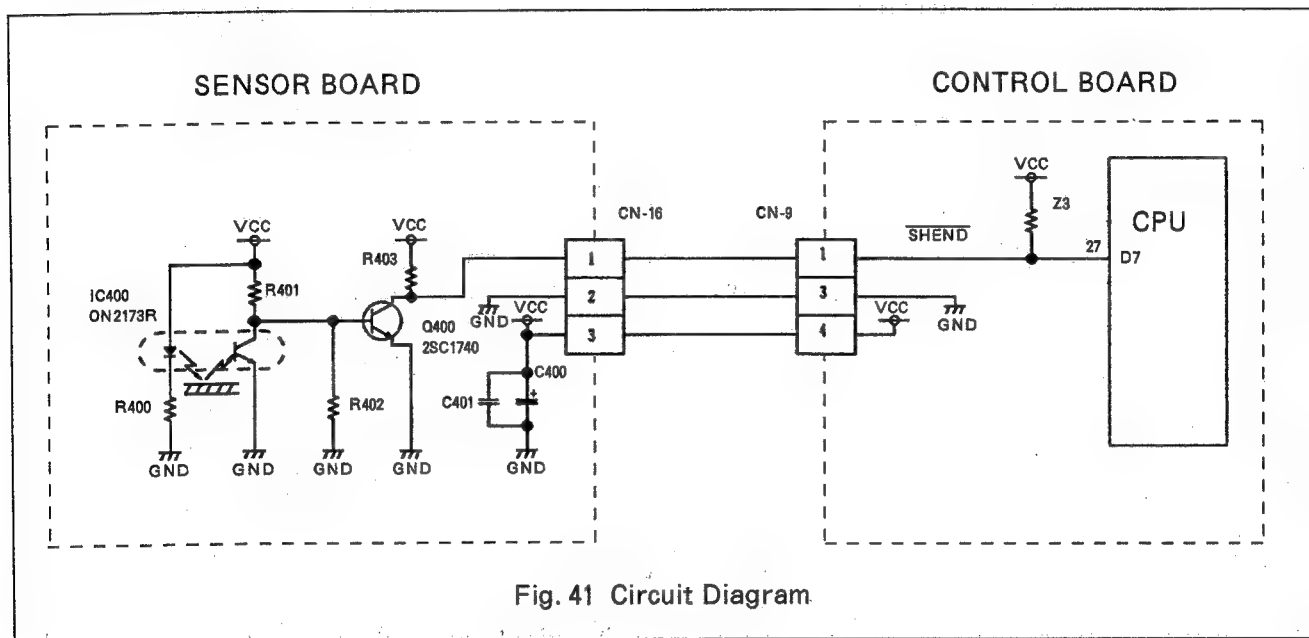 SENSOR BOARD
CONTROL BOARD
VCC
R401
IC400
ON2173R
R400
GND
GND
R402
GND
VCC
R403
Q400
2SC1740
GND
GND
VCC
C400
+
C401
GND
CN-16
1
2
3
CN-9
1
3
4
SHEND
VCC
GND
VCC
Z3
27
D7
CPU
Fig. 41 Circuit Diagram